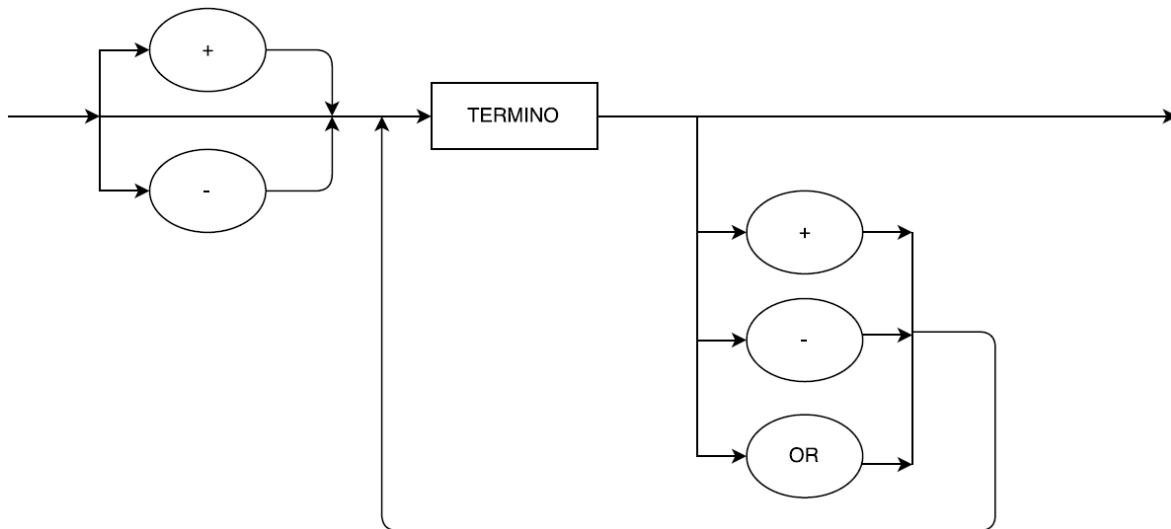 +
TERMINO
-
+
-
OR